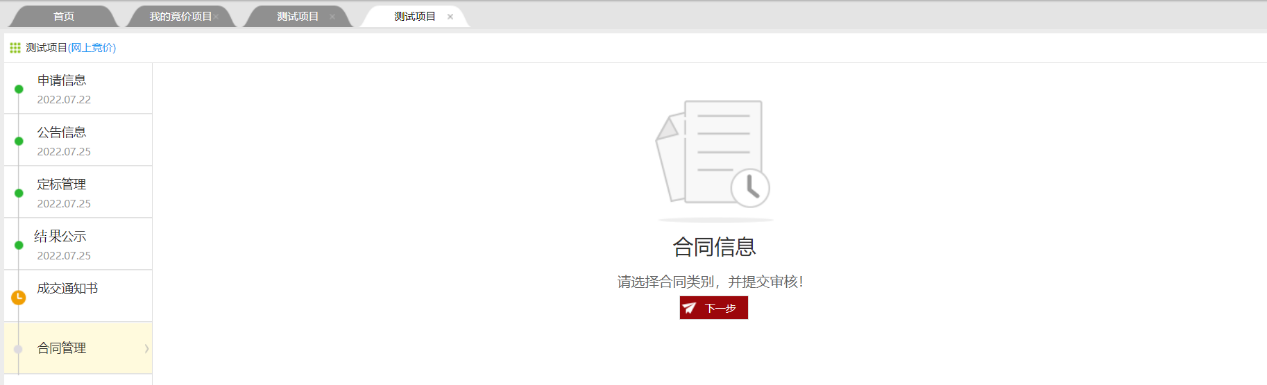 首页 我的竟价项目× 测试项目 × 测试项目 ×
测试项目(网上竞价)
申请信息
2022.07.22
公告信息
2022.07.25
定标管理
2022.07.25
结果公示
2022.07.25
成交通知书
合同管理
合同信息
请选择合同类别，并提交审核!
下一步